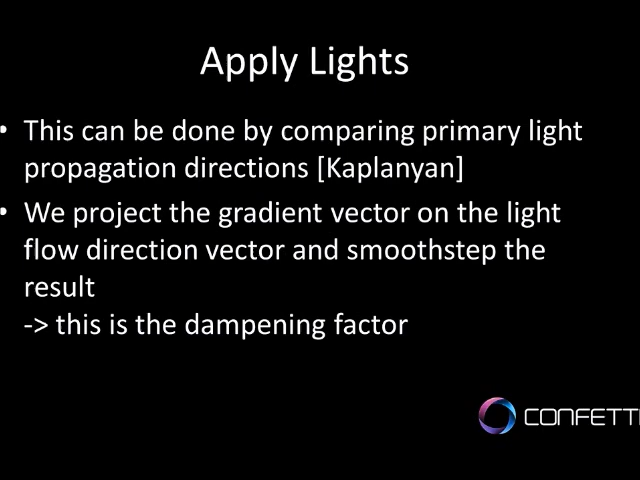 Apply Lights
• This can be done by comparing primary light
propagation directions [Kaplanyan]
• We project the gradient vector on the light
flow direction vector and smoothstep the
result
-> this is the dampening factor
CONFETT